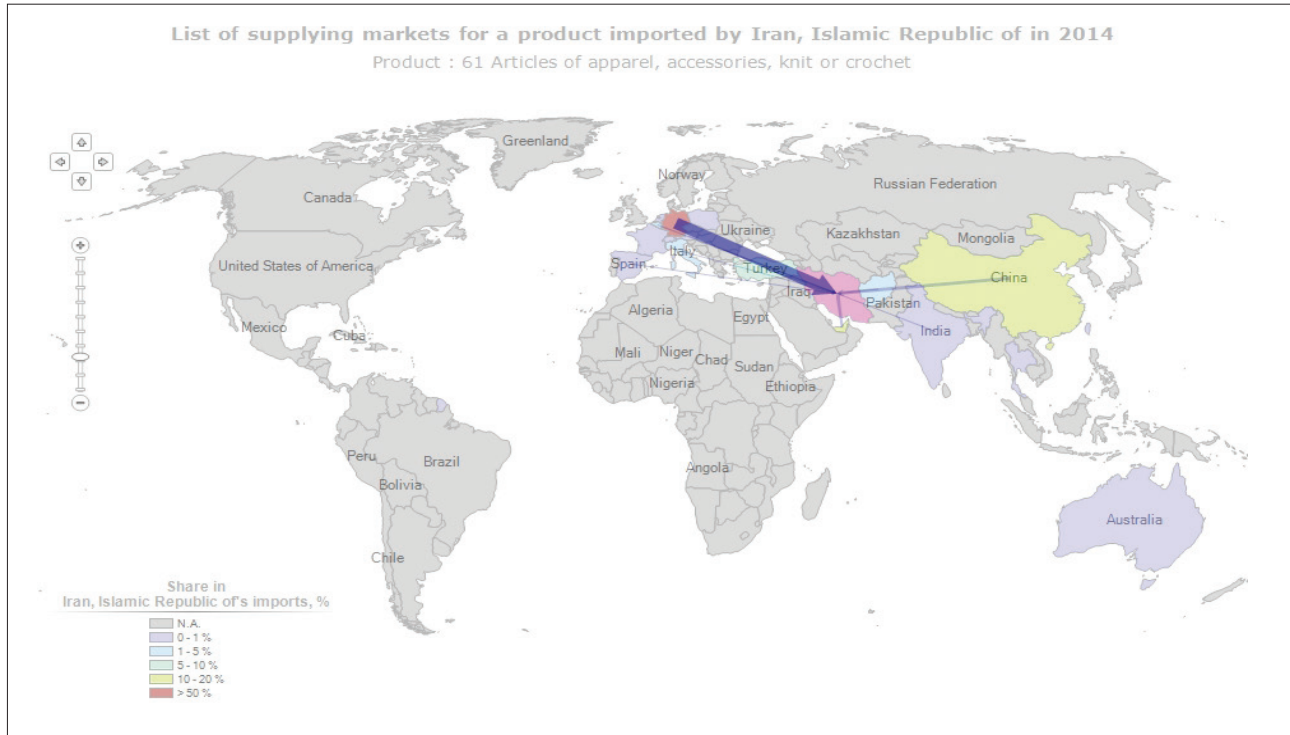 List of supplying markets for a product imported by Iran, Islamic Republic of in 2014
Product : 61 Articles of apparel, accessories, knit or crochet
Greenland
Norway
Canada
Russian Federation
Ukraine
Kazakhstan
Mongolia
United States of America
Spain
Italy
Turkey
China
Iraq
Pakistan
Mexico
Cuba
Algeria
Egypt
India
Mali
Niger
Chad
Sudan
Nigeria
Ethiopia
Peru
Brazil
Angola
Bolivia
Australia
Chile
Share in
Iran, Islamic Republic of's imports, %
N.A.
0 - 1 %
1 - 5 %
5 - 10 %
10 - 20 %
> 50 %